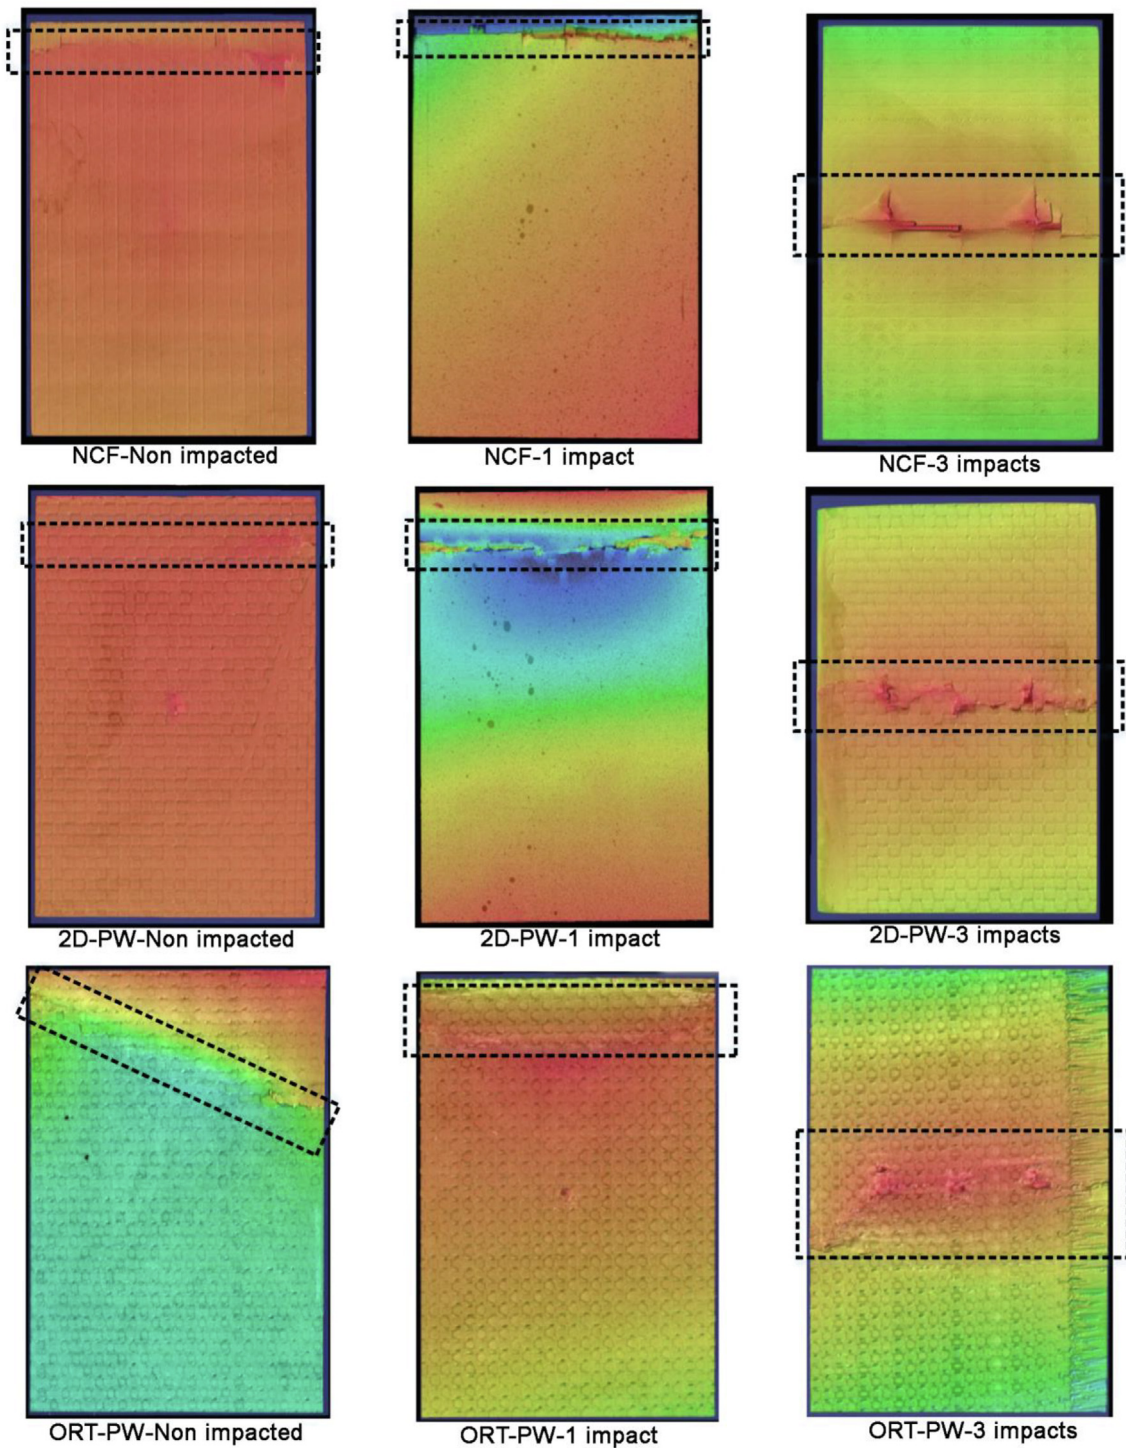 NCF-Non impacted
NCF-1 impact
NCF-3 impacts
2D-PW-Non impacted
2D-PW-1 impact
2D-PW-3 impacts
ORT-PW-Non impacted
ORT-PW-1 impact
ORT-PW-3 impacts